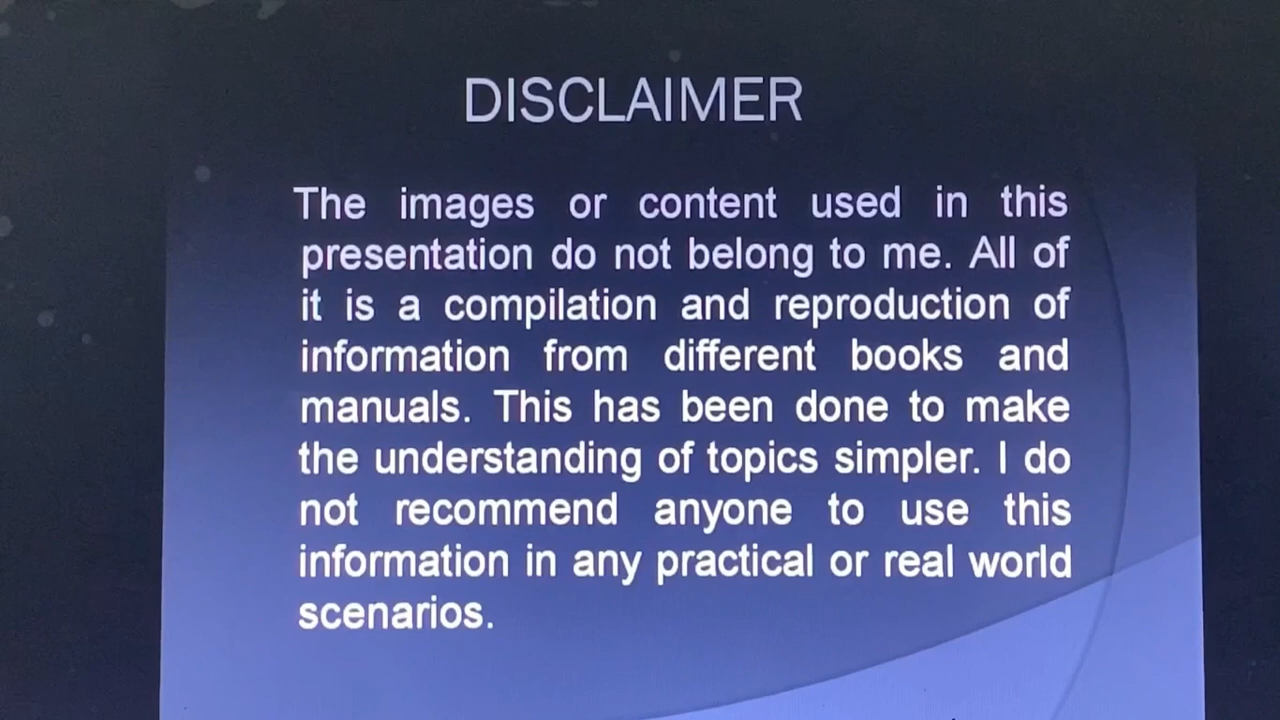 DISCLAIMER
The images or content used in this
presentation do not belong to me. All of
it is a compilation and reproduction of
information from different books and
manuals. This has been done to make
the understanding of topics simpler. I do
not recommend anyone to use this
information in any practical or real world
scenarios.